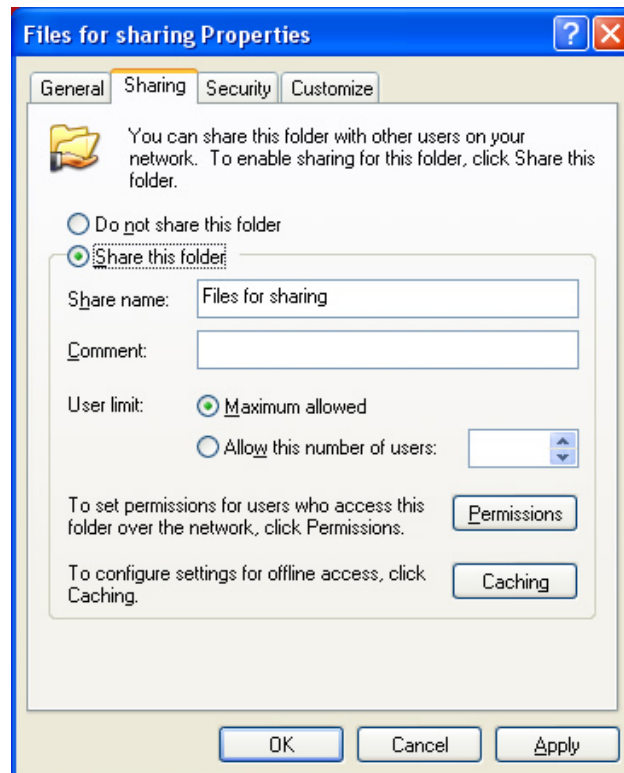 Files for sharing Properties
General Sharing Security Customize
You can share this folder with other users on your
network. To enable sharing for this folder, click Share this
folder.
Do not share this folder
Share this folder
Share name: Files for sharing
Comment:
User limit: Maximum allowed
Allow this number of users:
To set permissions for users who access this
folder over the network, click Permissions.
Permissions
To configure settings for offline access, click
Caching.
Caching
OK Cancel Apply